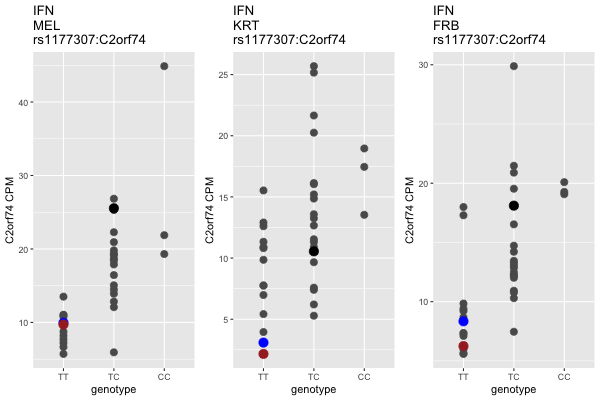 IFN
MEL
rs1177307:C2orf74
C2orf74 CPM
40
30
20
10
TT
TC
CC
genotype
IFN
KRT
rs1177307:C2orf74
C2orf74 CPM
25
20
15
10
5
TT
TC
CC
genotype
IFN
FRB
rs1177307:C2orf74
C2orf74 CPM
30
20
10
TT
TC
CC
genotype